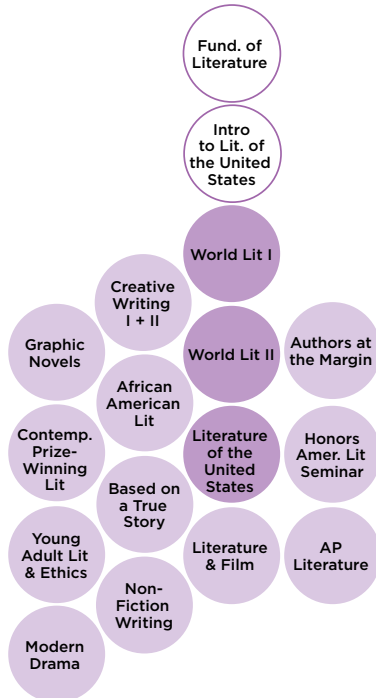 Fund. of
Literature
Intro
to Lit. of
the United
States
World Lit I
Creative
Writing
I + II
Graphic
Novels
World Lit II
Authors at
the Margin
African
American
Lit
Contemp.
Prize-
Winning
Lit
Literature
of the
United
States
Honors
Amer. Lit
Seminar
Based on
a True
Story
Young
Adult Lit
& Ethics
Literature
& Film
AP
Literature
Non-
Fiction
Writing
Modern
Drama